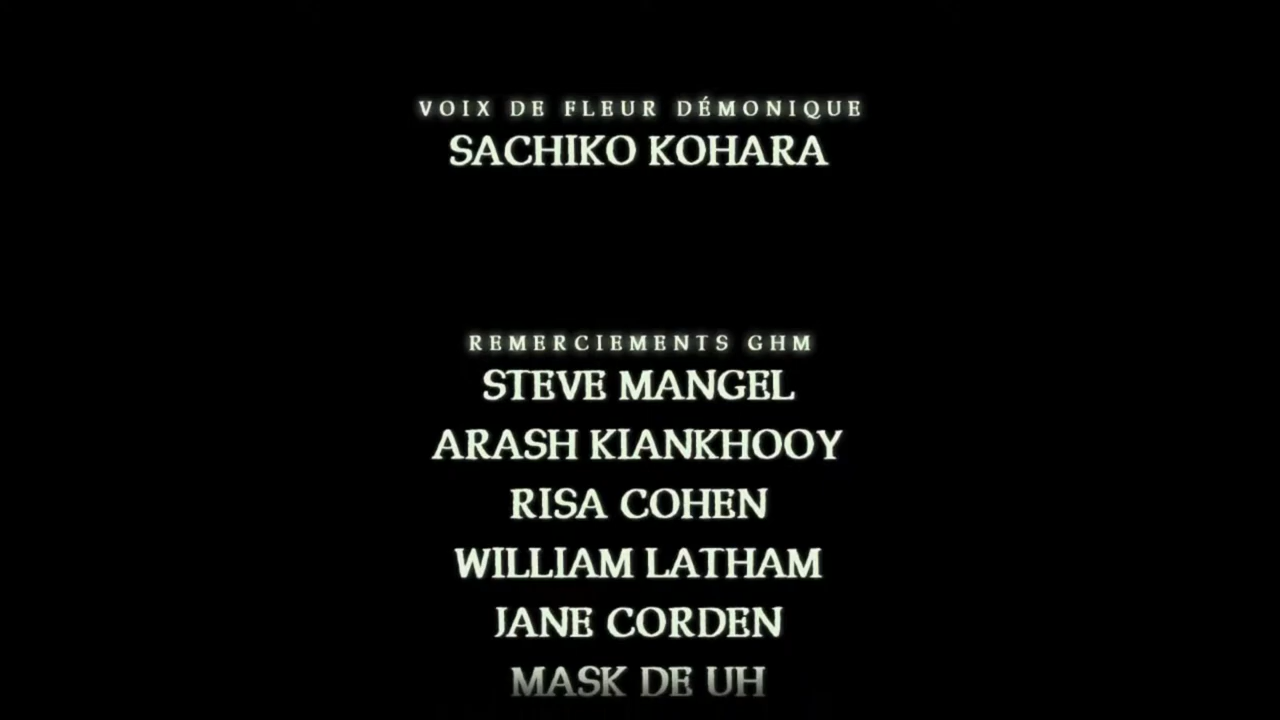 VOIX DE FLEUR DÉMONIQUE
SACHIKO KOHARA
REMERCIEMENTS GHM
STEVE MANGEL
ARASH KIANKHOOY
RISA COHEN
WILLIAM LATHAM
JANE CORDEN
MASK DE UH